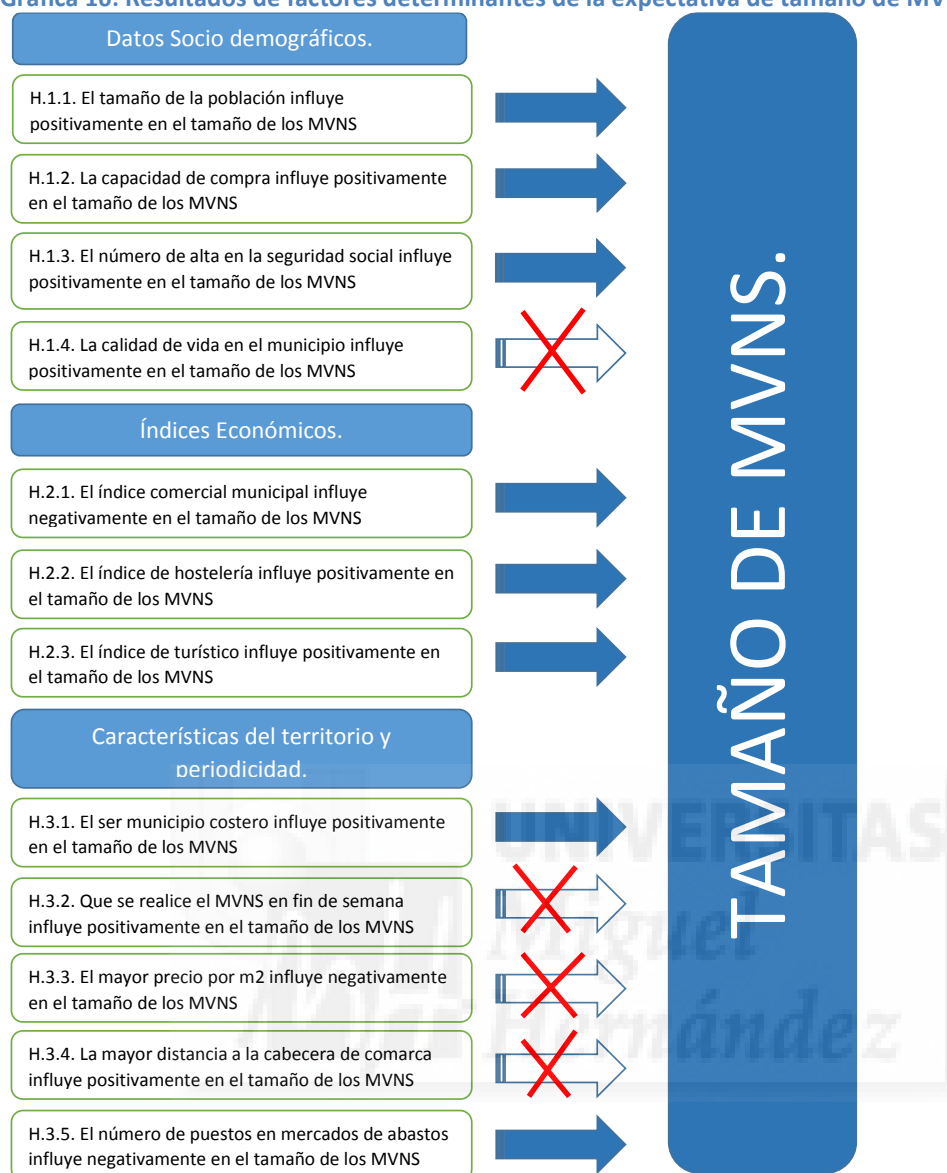 Gráfica 10. Resultados de factores determinantes de la expectativa de tamaño de MV
Datos Socio demográficos.
H.1.1. El tamaño de la población influye
positivamente en el tamaño de los MVNS
H.1.2. La capacidad de compra influye positivamente
en el tamaño de los MVNS
H.1.3. El número de alta en la seguridad social influye
positivamente en el tamaño de los MVNS
H.1.4. La calidad de vida en el municipio influye
positivamente en el tamaño de los MVNS
Índices Económicos.
H.2.1. El índice comercial municipal influye
negativamente en el tamaño de los MVNS
H.2.2. El índice de hostelería influye positivamente en
el tamaño de los MVNS
H.2.3. El índice de turístico influye positivamente en
el tamaño de los MVNS
Características del territorio y
periodicidad.
H.3.1. El ser municipio costero influye positivamente
en el tamaño de los MVNS
H.3.2. Que se realice el MVNS en fin de semana
influye positivamente en el tamaño de los MVNS
H.3.3. El mayor precio por m2 influye negativamente
en el tamaño de los MVNS
H.3.4. La mayor distancia a la cabecera de comarca
influye positivamente en el tamaño de los MVNS
H.3.5. El número de puestos en mercados de abastos
influye negativamente en el tamaño de los MVNS
TAMAÑO DE MVNS.
UNIVERSITAS
Miguel
Hernández